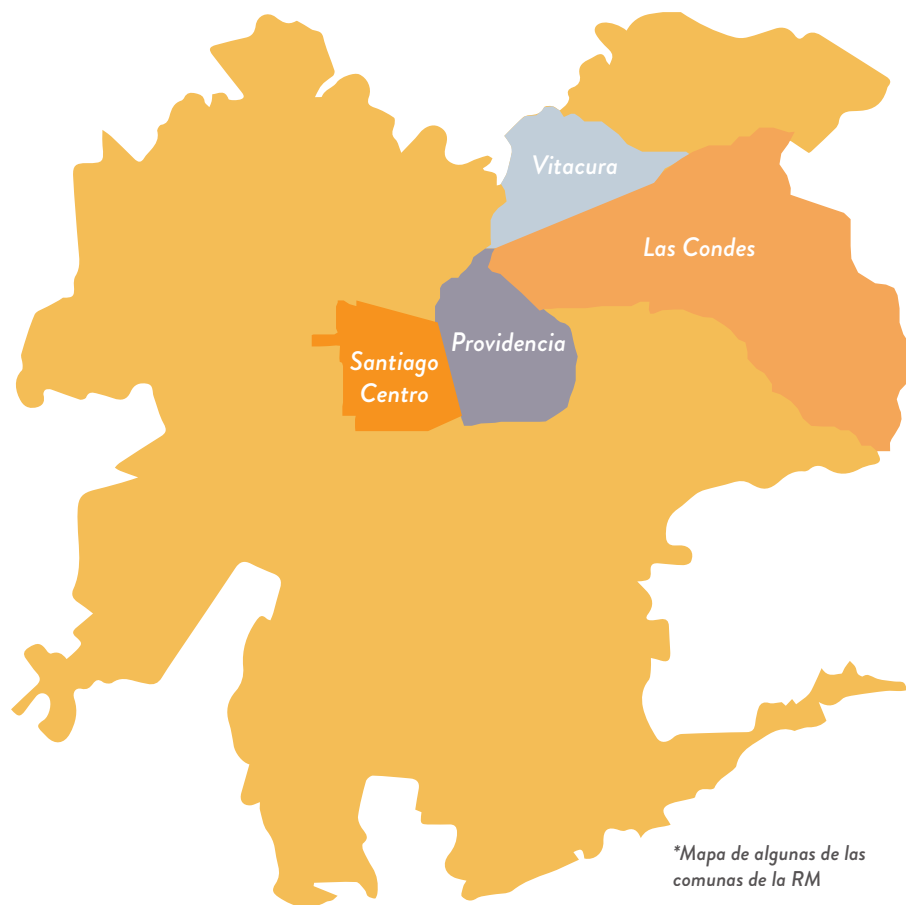 Vitacura
Las Condes
Providencia
Santiago
Centro
*Mapa de algunas de las
comunas de la RM